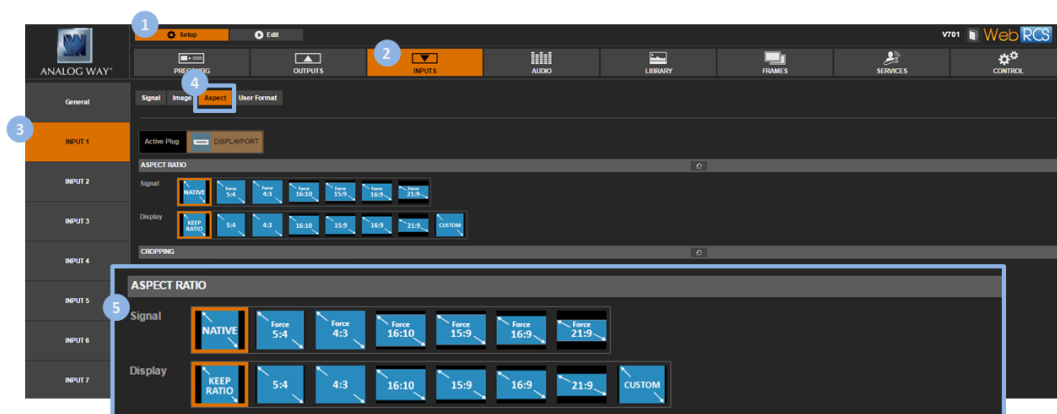 1
Setup
Edit
V701
Web RCS
ANALOG WAY®
PRECONFIG
2
OUTPUTS
INPUTS
AUDIO
LIBRARY
FRAMES
SERVICES
CONTROL
4
General
Signal
Image
Aspect
User Format
3
INPUT 1
Active Plug
DISPLAYPORT
ASPECT RATIO
Signal
NATIVE
Force
5:4
Force
4:3
Force
16:10
Force
15:9
Force
16:9
Force
21:9
INPUT 2
INPUT 3
Display
KEEP
RATIO
5:4
4:3
16:10
15:9
16:9
21:9
CUSTOM
CROPPING
INPUT 4
INPUT 5
INPUT 6
INPUT 7
ASPECT RATIO
5
Signal
NATIVE
Force
5:4
Force
4:3
Force
16:10
Force
15:9
Force
16:9
Force
21:9
Display
KEEP
RATIO
5:4
4:3
16:10
15:9
16:9
21:9
CUSTOM